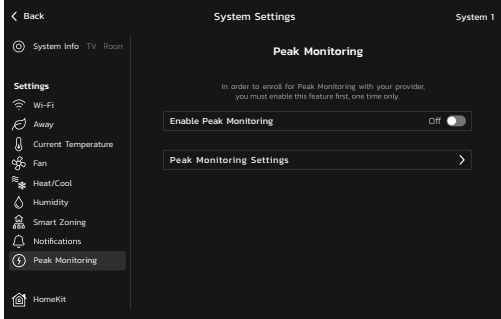 Back
System Settings
System 1
System Info TV Room
Peak Monitoring
Settings
Wi-Fi
Away
Current Temperature
Fan
Heat/Cool
Humidity
Smart Zoning
Notifications
Peak Monitoring
HomeKit
In order to enroll for Peak Monitoring with your provider,
you must enable this feature first, one time only.
Enable Peak Monitoring Off
Peak Monitoring Settings